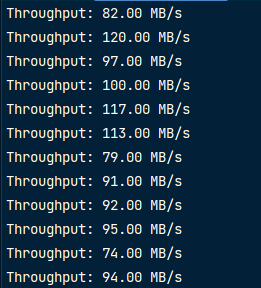 Throughput: 82.00 MB/s
Throughput: 120.00 MB/s
Throughput: 97.00 MB/s
Throughput: 100.00 MB/s
Throughput: 117.00 MB/s
Throughput: 113.00 MB/s
Throughput: 79.00 MB/s
Throughput: 91.00 MB/s
Throughput: 92.00 MB/s
Throughput: 95.00 MB/s
Throughput: 74.00 MB/s
Throughput: 94.00 MB/s